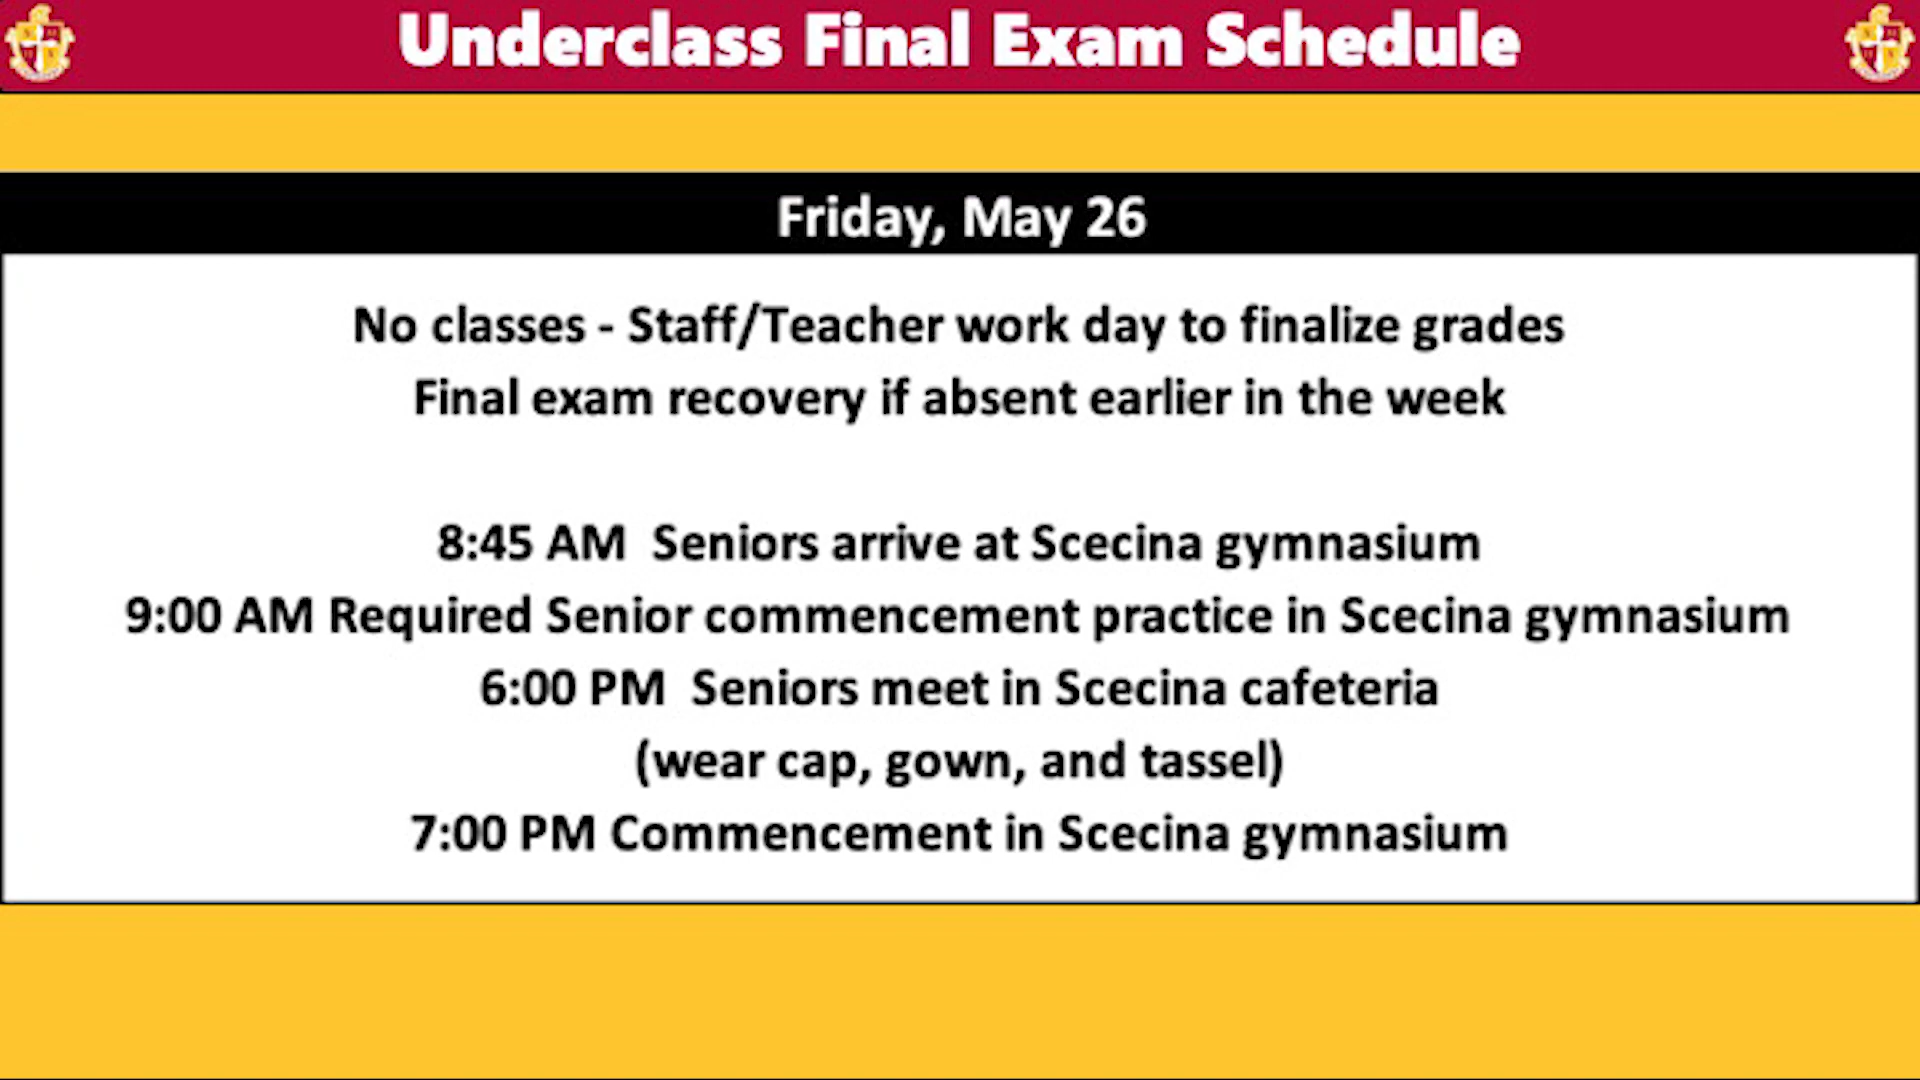 Underclass Final Exam Schedule
Friday, May 26
No classes - Staff/Teacher work day to finalize grades
Final exam recovery if absent earlier in the week
8:45 AM  Seniors arrive at Scecina gymnasium
9:00 AM Required Senior commencement practice in Scecina gymnasium
6:00 PM  Seniors meet in Scecina cafeteria
(wear cap, gown, and tassel)
7:00 PM Commencement in Scecina gymnasium